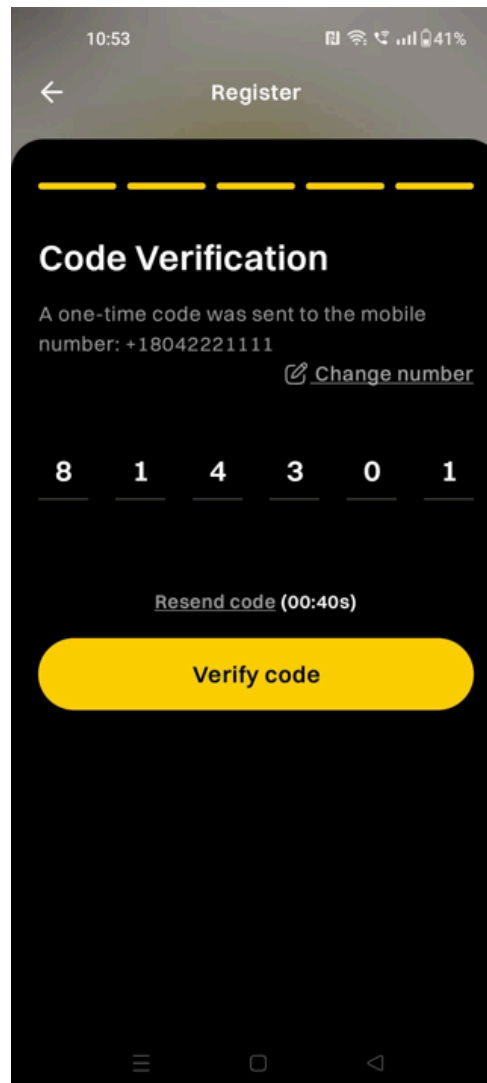 10:53 41%
Register
Code Verification
A one-time code was sent to the mobile
number: +18042221111
Change number
8 1 4 3 0 1
Resend code (00:40s)
Verify code